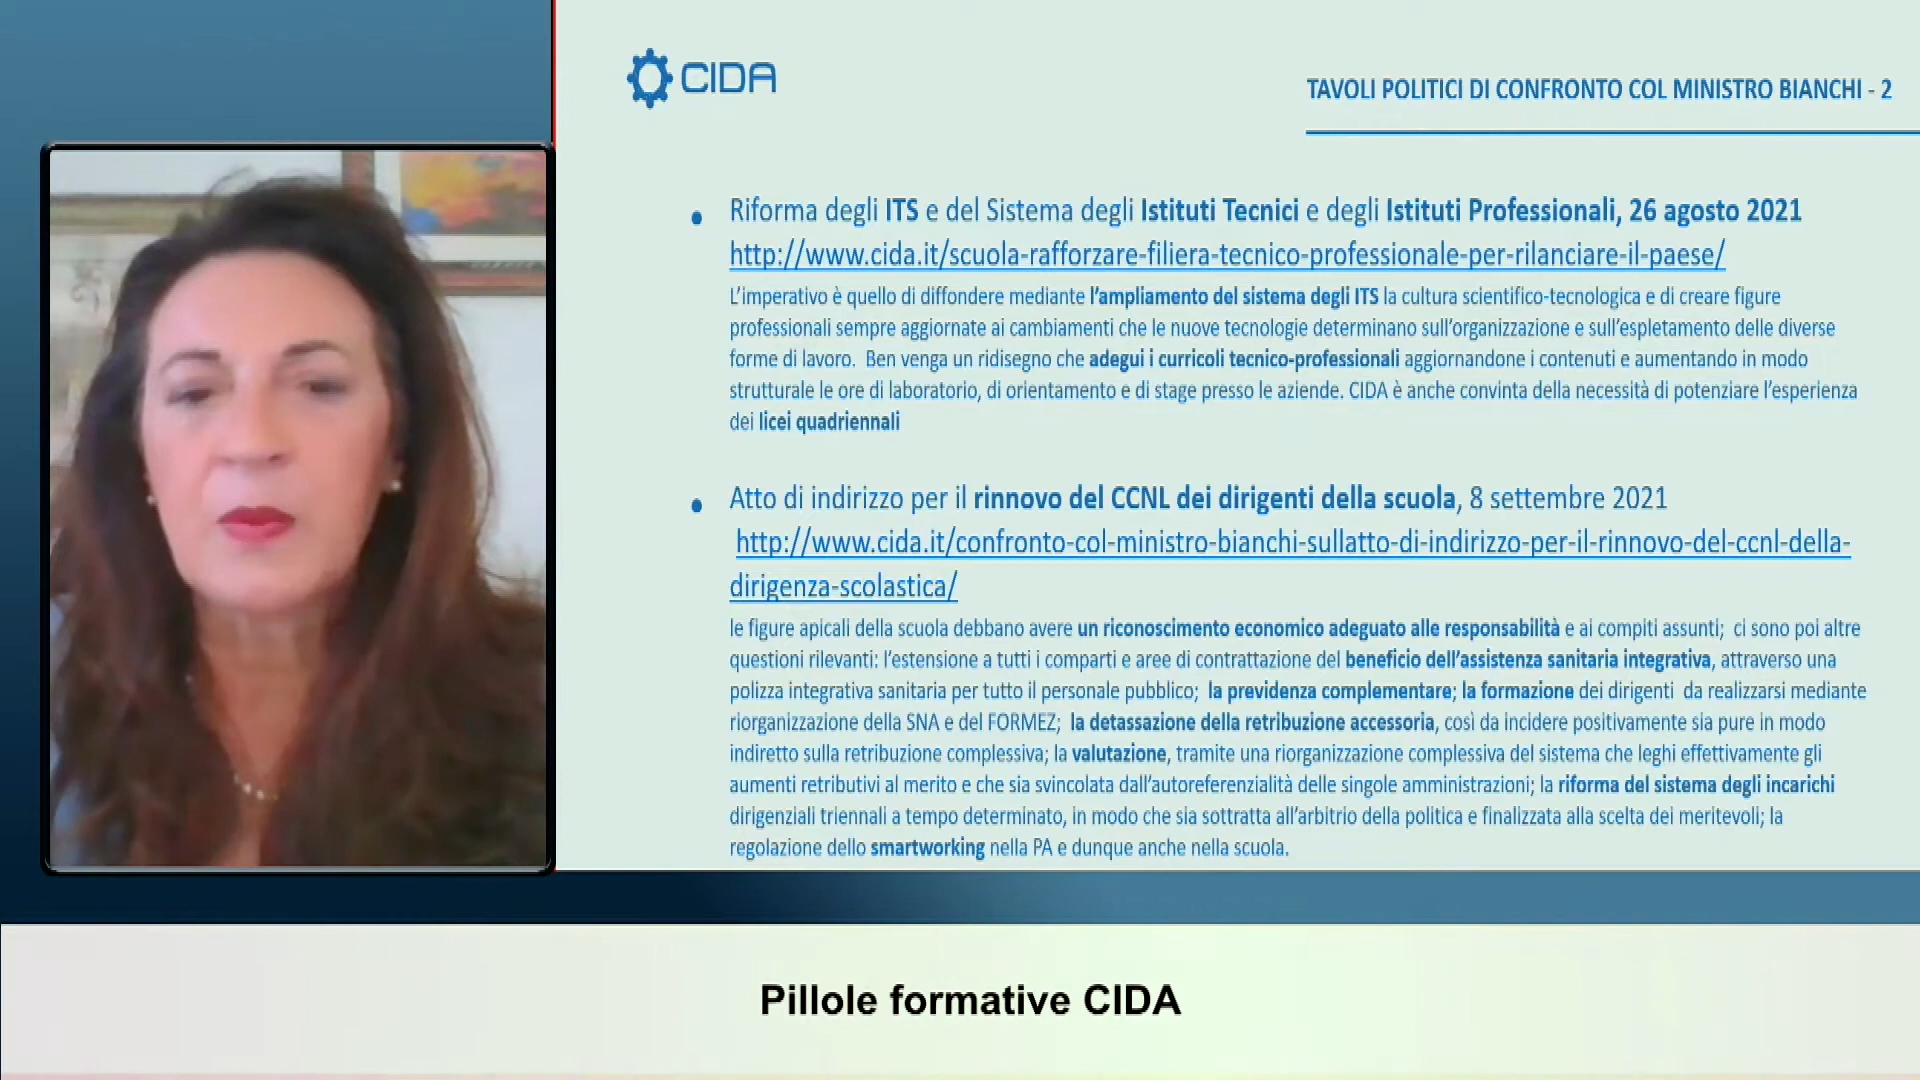 CIDA
TAVOLI POLITICI DI CONFRONTO COL MINISTRO BIANCHI - 2
• Riforma degli ITS e del Sistema degli Istituti Tecnici e degli Istituti Professionali, 26 agosto 2021
http://www.cida.it/scuola-rafforzare-filiera-tecnico-professionale-per-rilanciare-il-paese/
L’imperativo è quello di diffondere mediante l’ampliamento del sistema degli ITS la cultura scientifico-tecnologica e di creare figure
professionali sempre aggiornate ai cambiamenti che le nuove tecnologie determinano sull’organizzazione e sull’espletamento delle diverse
forme di lavoro. Ben venga un ridisegno che adegui i curricoli tecnico-professionali aggiornandone i contenuti e aumentando in modo
strutturale le ore di laboratorio, di orientamento e di stage presso le aziende. CIDA è anche convinta della necessità di potenziare l’esperienza
dei licei quadriennali
• Atto di indirizzo per il rinnovo del CCNL dei dirigenti della scuola, 8 settembre 2021
http://www.cida.it/confronto-col-ministro-bianchi-sullatto-di-indirizzo-per-il-rinnovo-del-ccnl-della-
dirigenza-scolastica/
le figure apicali della scuola debbano avere un riconoscimento economico adeguato alle responsabilità e ai compiti assunti; ci sono poi altre
questioni rilevanti: l’estensione a tutti i comparti e aree di contrattazione del beneficio dell’assistenza sanitaria integrativa, attraverso una
polizza integrativa sanitaria per tutto il personale pubblico; la previdenza complementare; la formazione dei dirigenti da realizzarsi mediante
riorganizzazione della SNA e del FORMEZ; la detassazione della retribuzione accessoria, così da incidere positivamente sia pure in modo
indiretto sulla retribuzione complessiva; la valutazione, tramite una riorganizzazione complessiva del sistema che leghi effettivamente gli
aumenti retributivi al merito e che sia svincolata dall’autoreferenzialità delle singole amministrazioni; la riforma del sistema degli incarichi
dirigenziali triennali a tempo determinato, in modo che sia sottratta all’arbitrio della politica e finalizzata alla scelta dei meritevoli; la
regolazione dello smartworking nella PA e dunque anche nella scuola.
Pillole formative CIDA